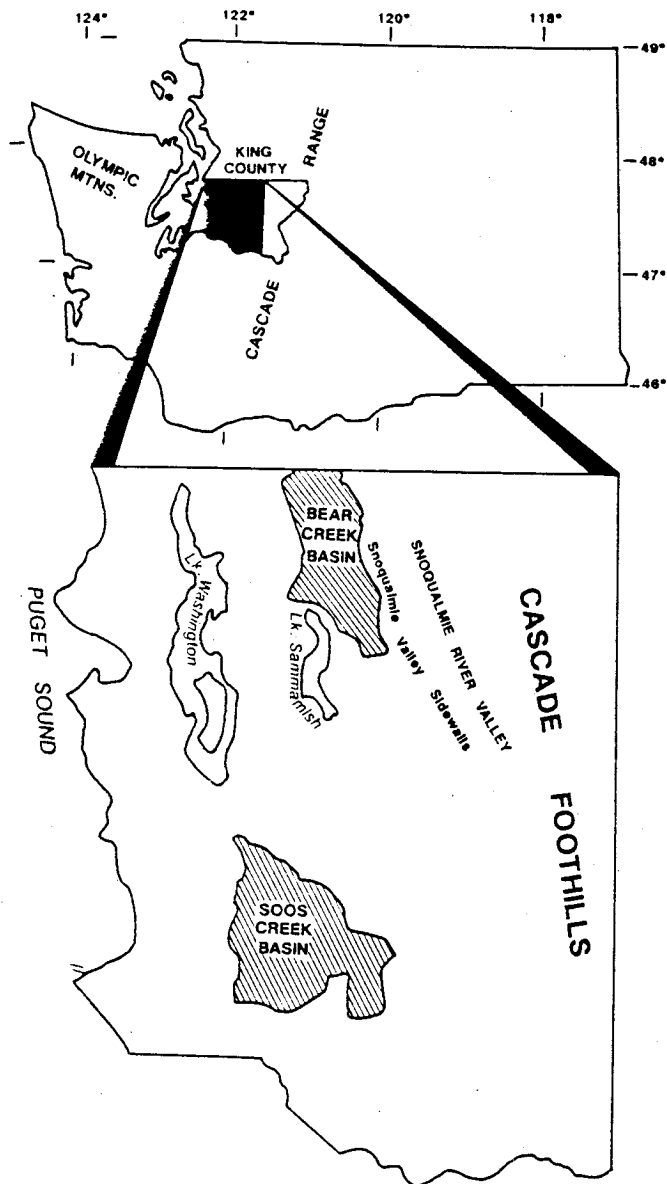 124°
122°
120°
118°
49°
48°
47°
46°
OLYMPIC
MTNS.
KING
COUNTY
CASCADE
RANGE
BEAR
CREEK
BASIN
Snoqualmie Valley Sidewalls
SNOQUALMIE RIVER VALLEY
CASCADE FOOTHILLS
Lk. Washington
Lk. Sammamish
PUGET SOUND
SOOS
CREEK
BASIN